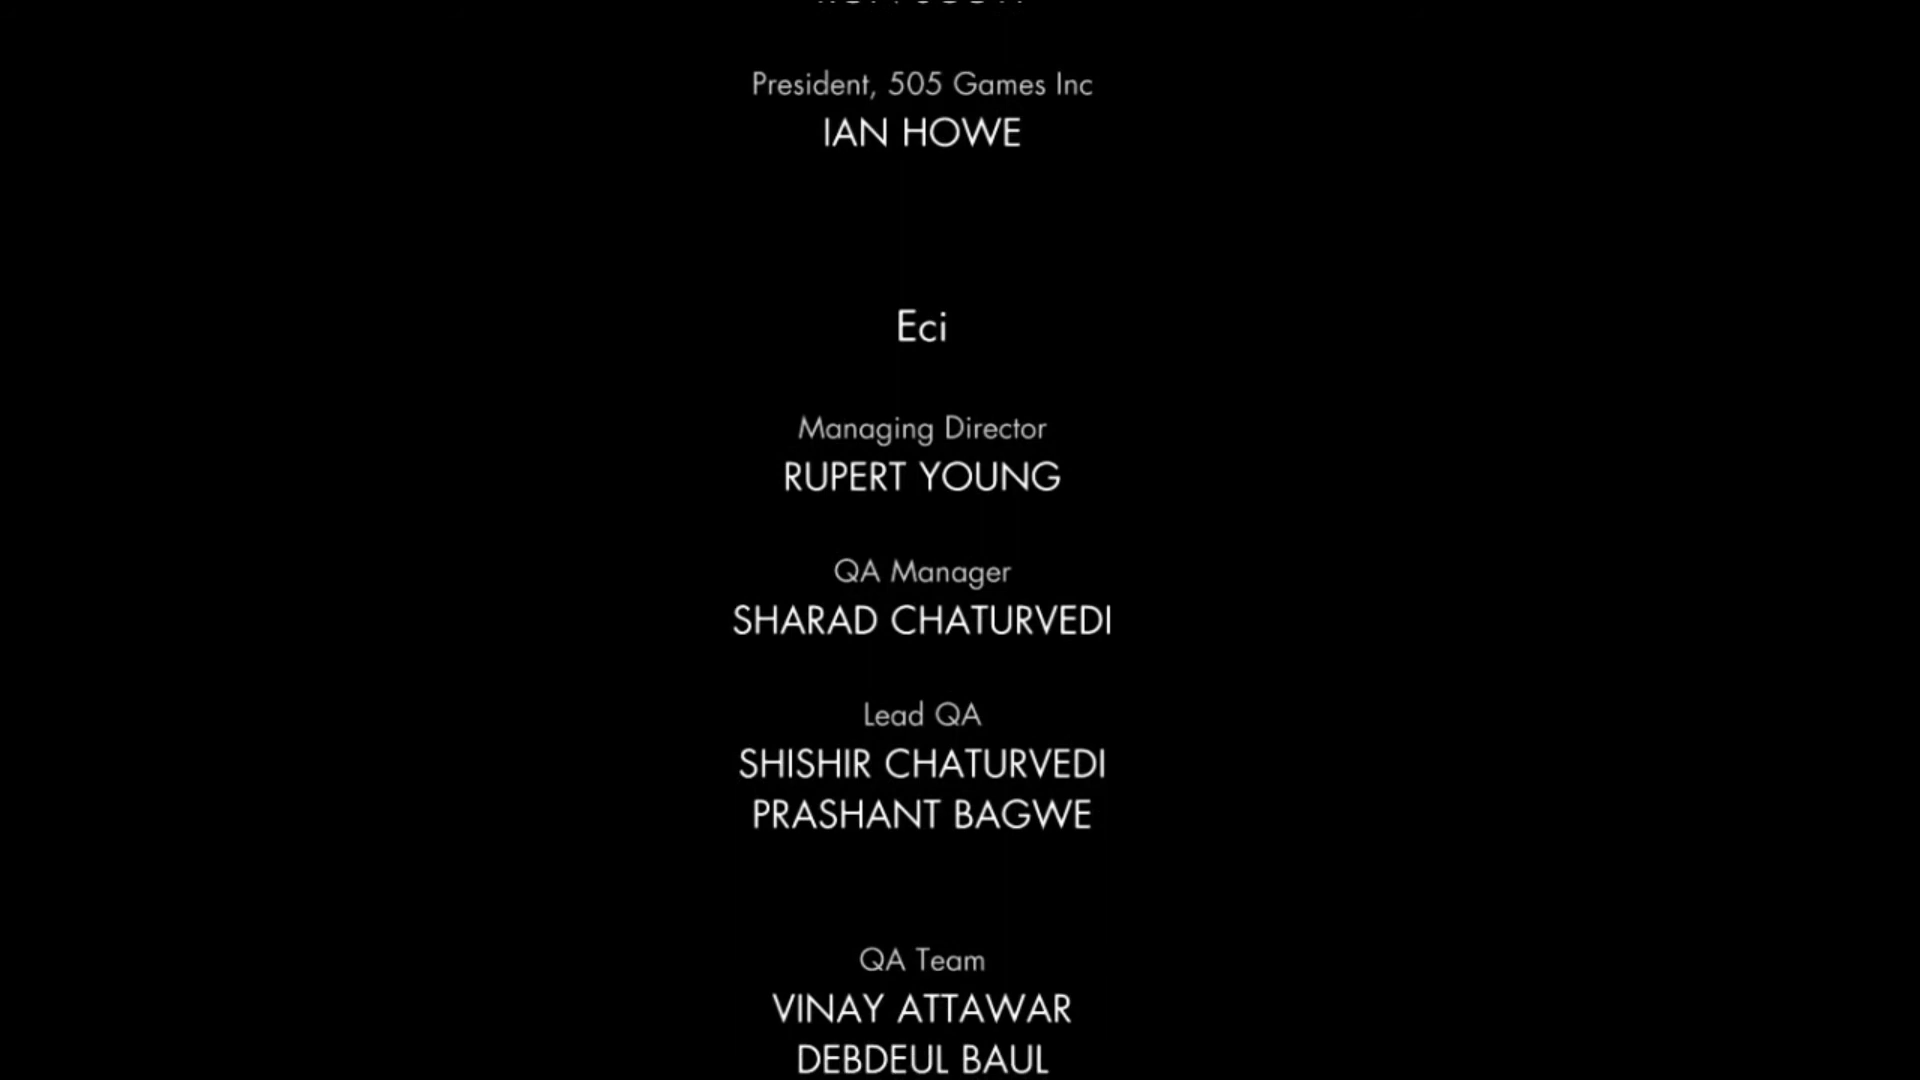 President, 505 Games Inc
IAN HOWE
Eci
Managing Director
RUPERT YOUNG
QA Manager
SHARAD CHATURVEDI
Lead QA
SHISHIR CHATURVEDI
PRASHANT BAGWE
QA Team
VINAY ATTAWAR
DEBDEUL BAUL